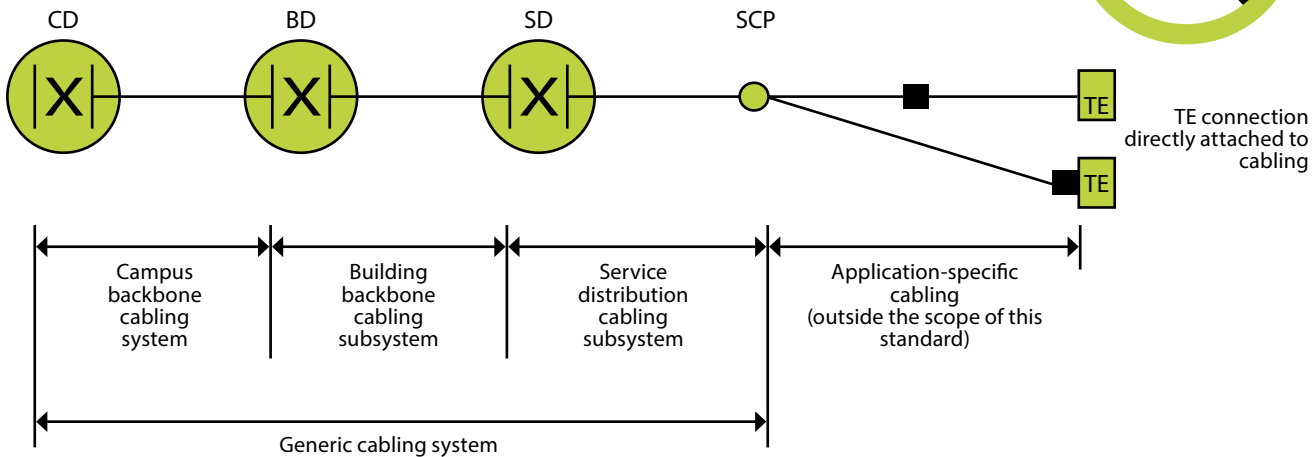 CD
BD
SD
SCP
X
X
X
TE
TE connection
directly attached to
cabling
TE
Campus
backbone
cabling
system
Building
backbone
cabling
subsystem
Service
distribution
cabling
subsystem
Application-specific
cabling
(outside the scope of this
standard)
Generic cabling system